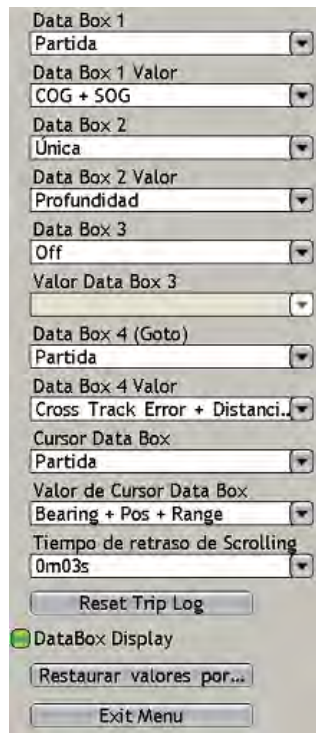 Data Box 1
Partida
Data Box 1 Valor
COG + SOG
Data Box 2
Única
Data Box 2 Valor
Profundidad
Data Box 3
Off
Valor Data Box 3
Data Box 4 (Goto)
Partida
Data Box 4 Valor
Cross Track Error + Distanci..
Cursor Data Box
Partida
Valor de Cursor Data Box
Bearing + Pos + Range
Tiempo de retraso de Scrolling
0m03s
Reset Trip Log
DataBox Display
Restaurar valores por...
Exit Menu